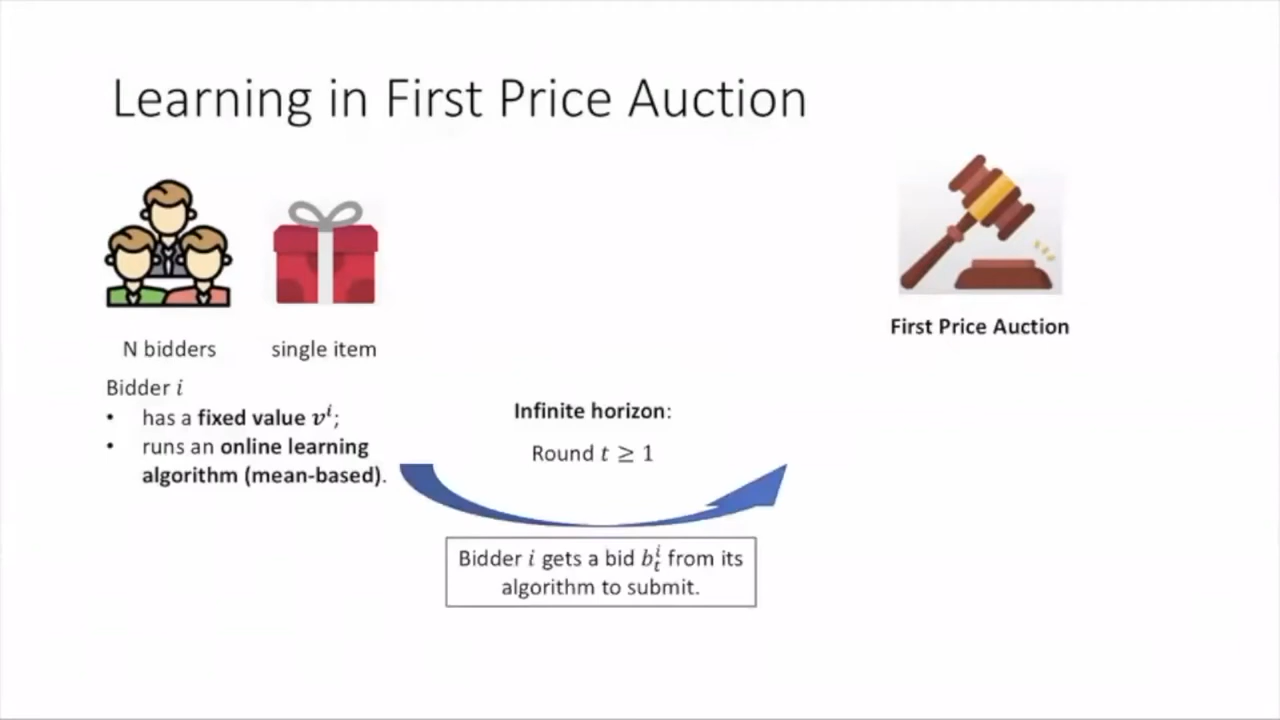 Learning in First Price Auction
N bidders
single item
First Price Auction
Bidder i
• has a fixed value vⁱ;
• runs an online learning
algorithm (mean-based).
Infinite horizon:
Round t ≥ 1
Bidder i gets a bid bₜⁱ from its
algorithm to submit.